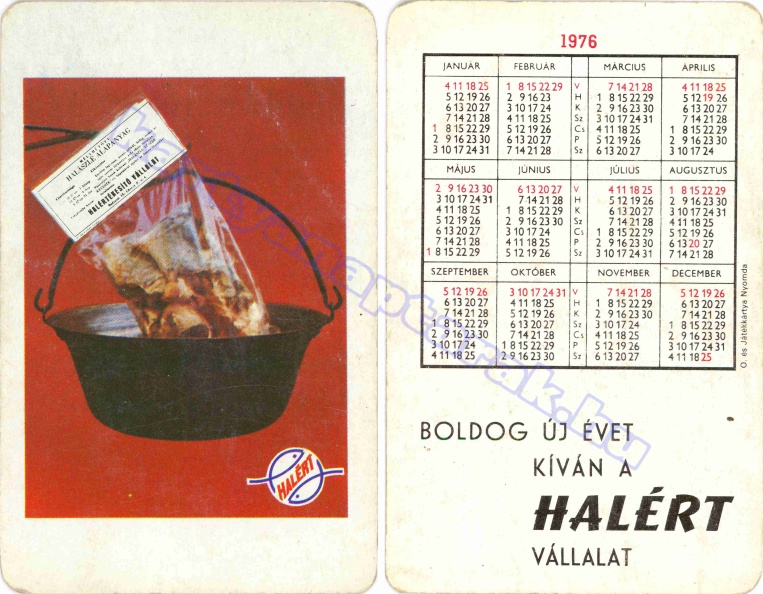 HALÁSZLÉ ALAPANYAG
HALÉRTÉKESÍTŐ VÁLLALAT
HALÉRT
1976
JANUÁR FEBRUÁR MÁRCIUS ÁPRILIS
4 11 18 25 1 8 15 22 29 V 7 14 21 28 4 11 18 25
5 12 19 26 2 9 16 23 H 1 8 15 22 29 5 12 19 26
6 13 20 27 3 10 17 24 K 2 9 16 23 30 6 13 20 27
7 14 21 28 4 11 18 25 Sz 3 10 17 24 31 7 14 21 28
1 8 15 22 29 5 12 19 26 Cs 4 11 18 25 1 8 15 22 29
2 9 16 23 30 6 13 20 27 P 5 12 19 26 2 9 16 23 30
3 10 17 24 31 7 14 21 28 Sz 6 13 20 27 3 10 17 24
MÁJUS JÚNIUS JÚLIUS AUGUSZTUS
2 9 16 23 30 6 13 20 27 V 4 11 18 25 1 8 15 22 29
3 10 17 24 31 7 14 21 28 H 5 12 19 26 2 9 16 23 30
4 11 18 25 1 8 15 22 29 K 6 13 20 27 3 10 17 24 31
5 12 19 26 2 9 16 23 30 Sz 7 14 21 28 4 11 18 25
6 13 20 27 3 10 17 24 Cs 1 8 15 22 29 5 12 19 26
7 14 21 28 4 11 18 25 P 2 9 16 23 30 6 13 20 27
1 8 15 22 29 5 12 19 26 Sz 3 10 17 24 31 7 14 21 28
SZEPTEMBER OKTÓBER NOVEMBER DECEMBER
5 12 19 26 3 10 17 24 31 V 7 14 21 28 5 12 19 26
6 13 20 27 4 11 18 25 H 1 8 15 22 29 6 13 20 27
7 14 21 28 5 12 19 26 K 2 9 16 23 30 7 14 21 28
1 8 15 22 29 6 13 20 27 Sz 3 10 17 24 1 8 15 22 29
2 9 16 23 30 7 14 21 28 Cs 4 11 18 25 2 9 16 23 30
3 10 17 24 1 8 15 22 29 P 5 12 19 26 3 10 17 24 31
4 11 18 25 2 9 16 23 30 Sz 6 13 20 27 4 11 18 25
O. és Játékkártya Nyomda
BOLDOG ÚJ ÉVET
KÍVÁN A
HALÉRT
VÁLLALAT